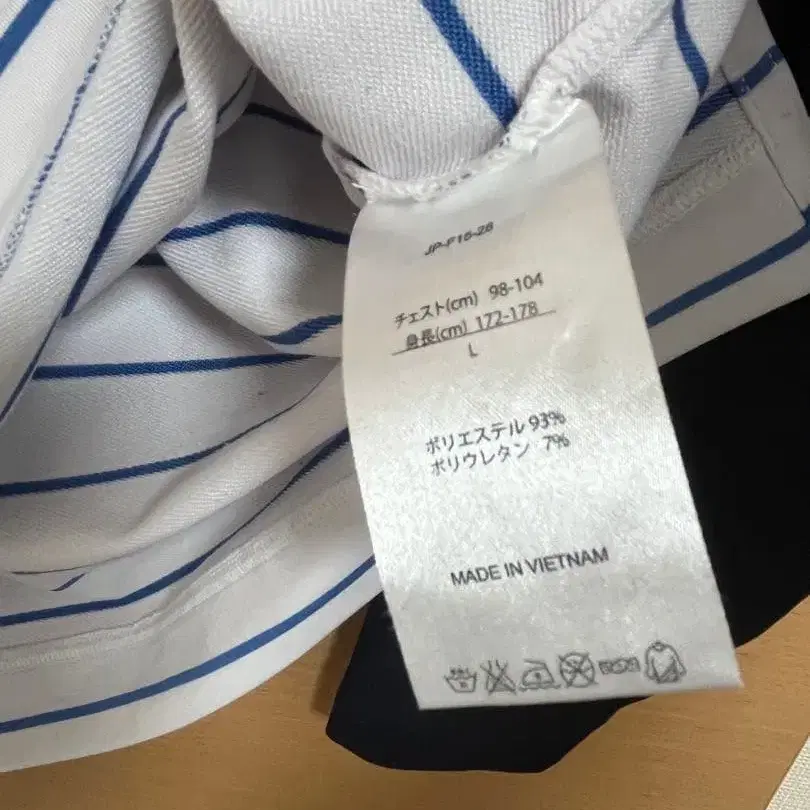 JP-F16-28
チェスト(cm) 98-104
身長(cm) 172-178
L
ポリエステル 93%
ポリウレタン 7%
MADE IN VIETNAM